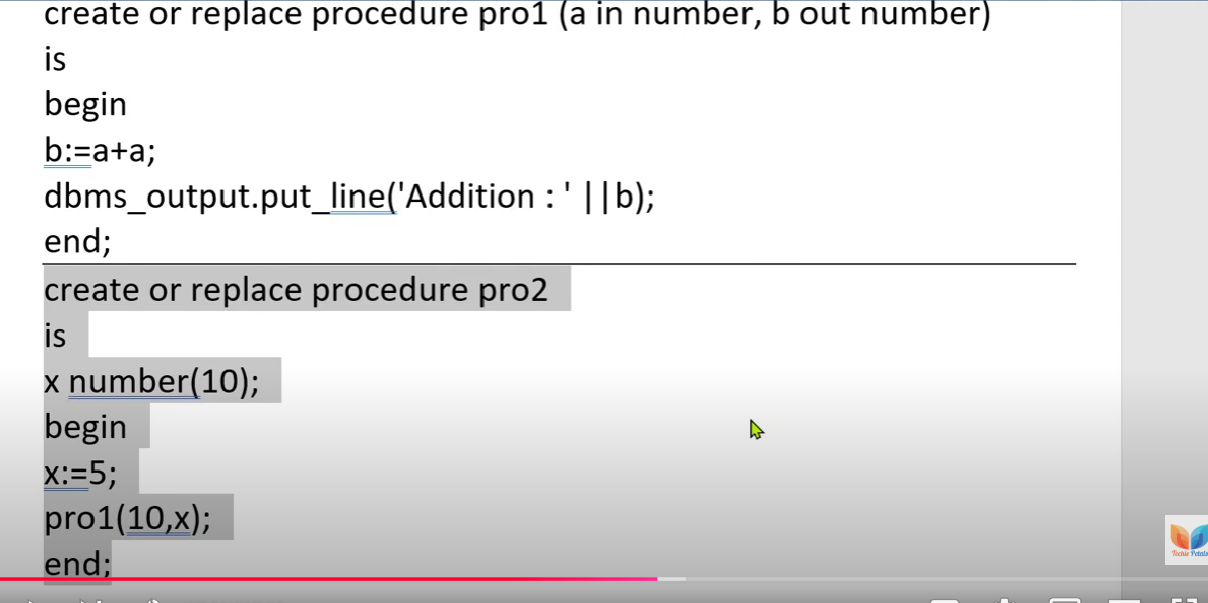 create or replace procedure pro1 (a in number, b out number)
is
begin
b:=a+a;
dbms_output.put_line('Addition : ' ||b);
end;
create or replace procedure pro2
is
x number(10);
begin
x:=5;
pro1(10,x);
end;
Techie Petals